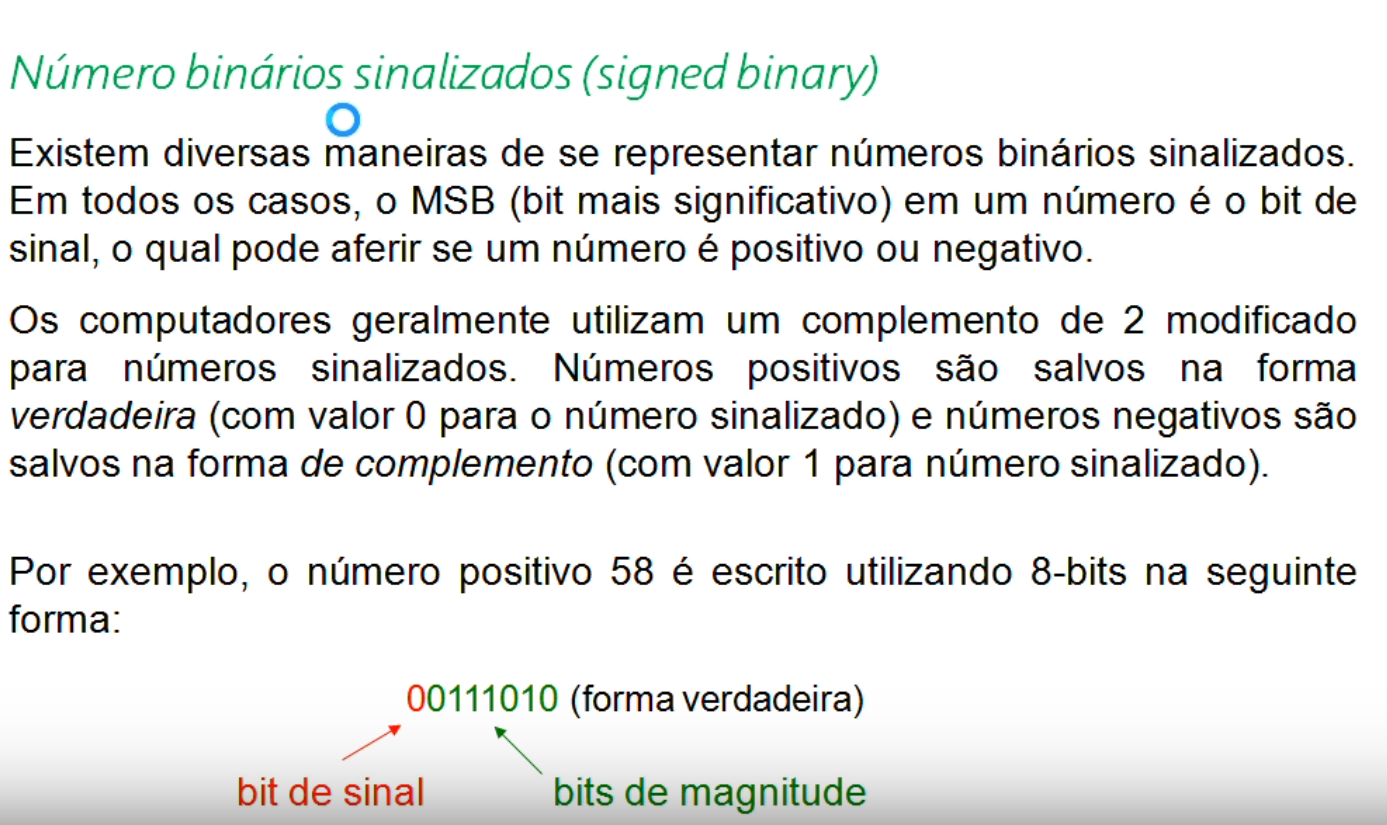 Número binários sinalizados (signed binary)
Existem diversas maneiras de se representar números binários sinalizados.
Em todos os casos, o MSB (bit mais significativo) em um número é o bit de
sinal, o qual pode aferir se um número é positivo ou negativo.
Os computadores geralmente utilizam um complemento de 2 modificado
para números sinalizados. Números positivos são salvos na forma
verdadeira (com valor 0 para o número sinalizado) e números negativos são
salvos na forma de complemento (com valor 1 para número sinalizado).
Por exemplo, o número positivo 58 é escrito utilizando 8-bits na seguinte
forma:
00111010 (forma verdadeira)
bit de sinal bits de magnitude